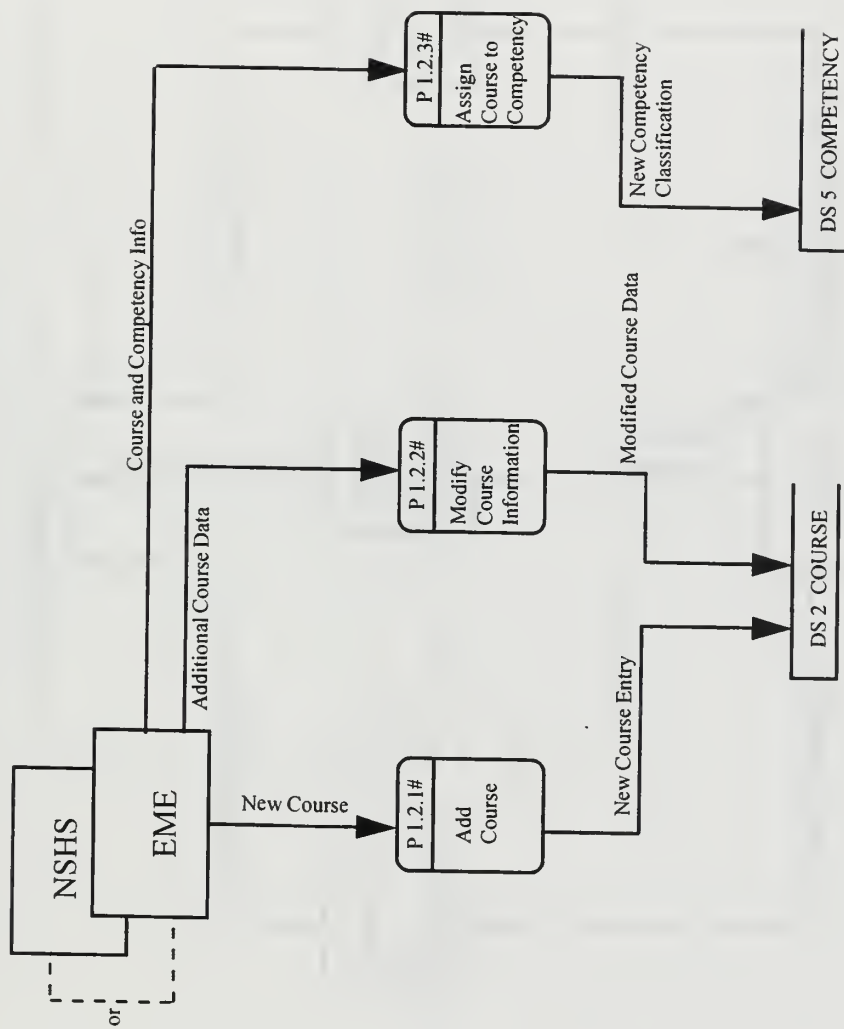 or
NSHS
EME
New Course
Additional Course Data
Course and Competency Info
P 1.2.1#
Add
Course
P 1.2.2#
Modify
Course
Information
P 1.2.3#
Assign
Course to
Competency
New Course Entry
Modified Course Data
New Competency
Classification
DS 2 COURSE
DS 5 COMPETENCY